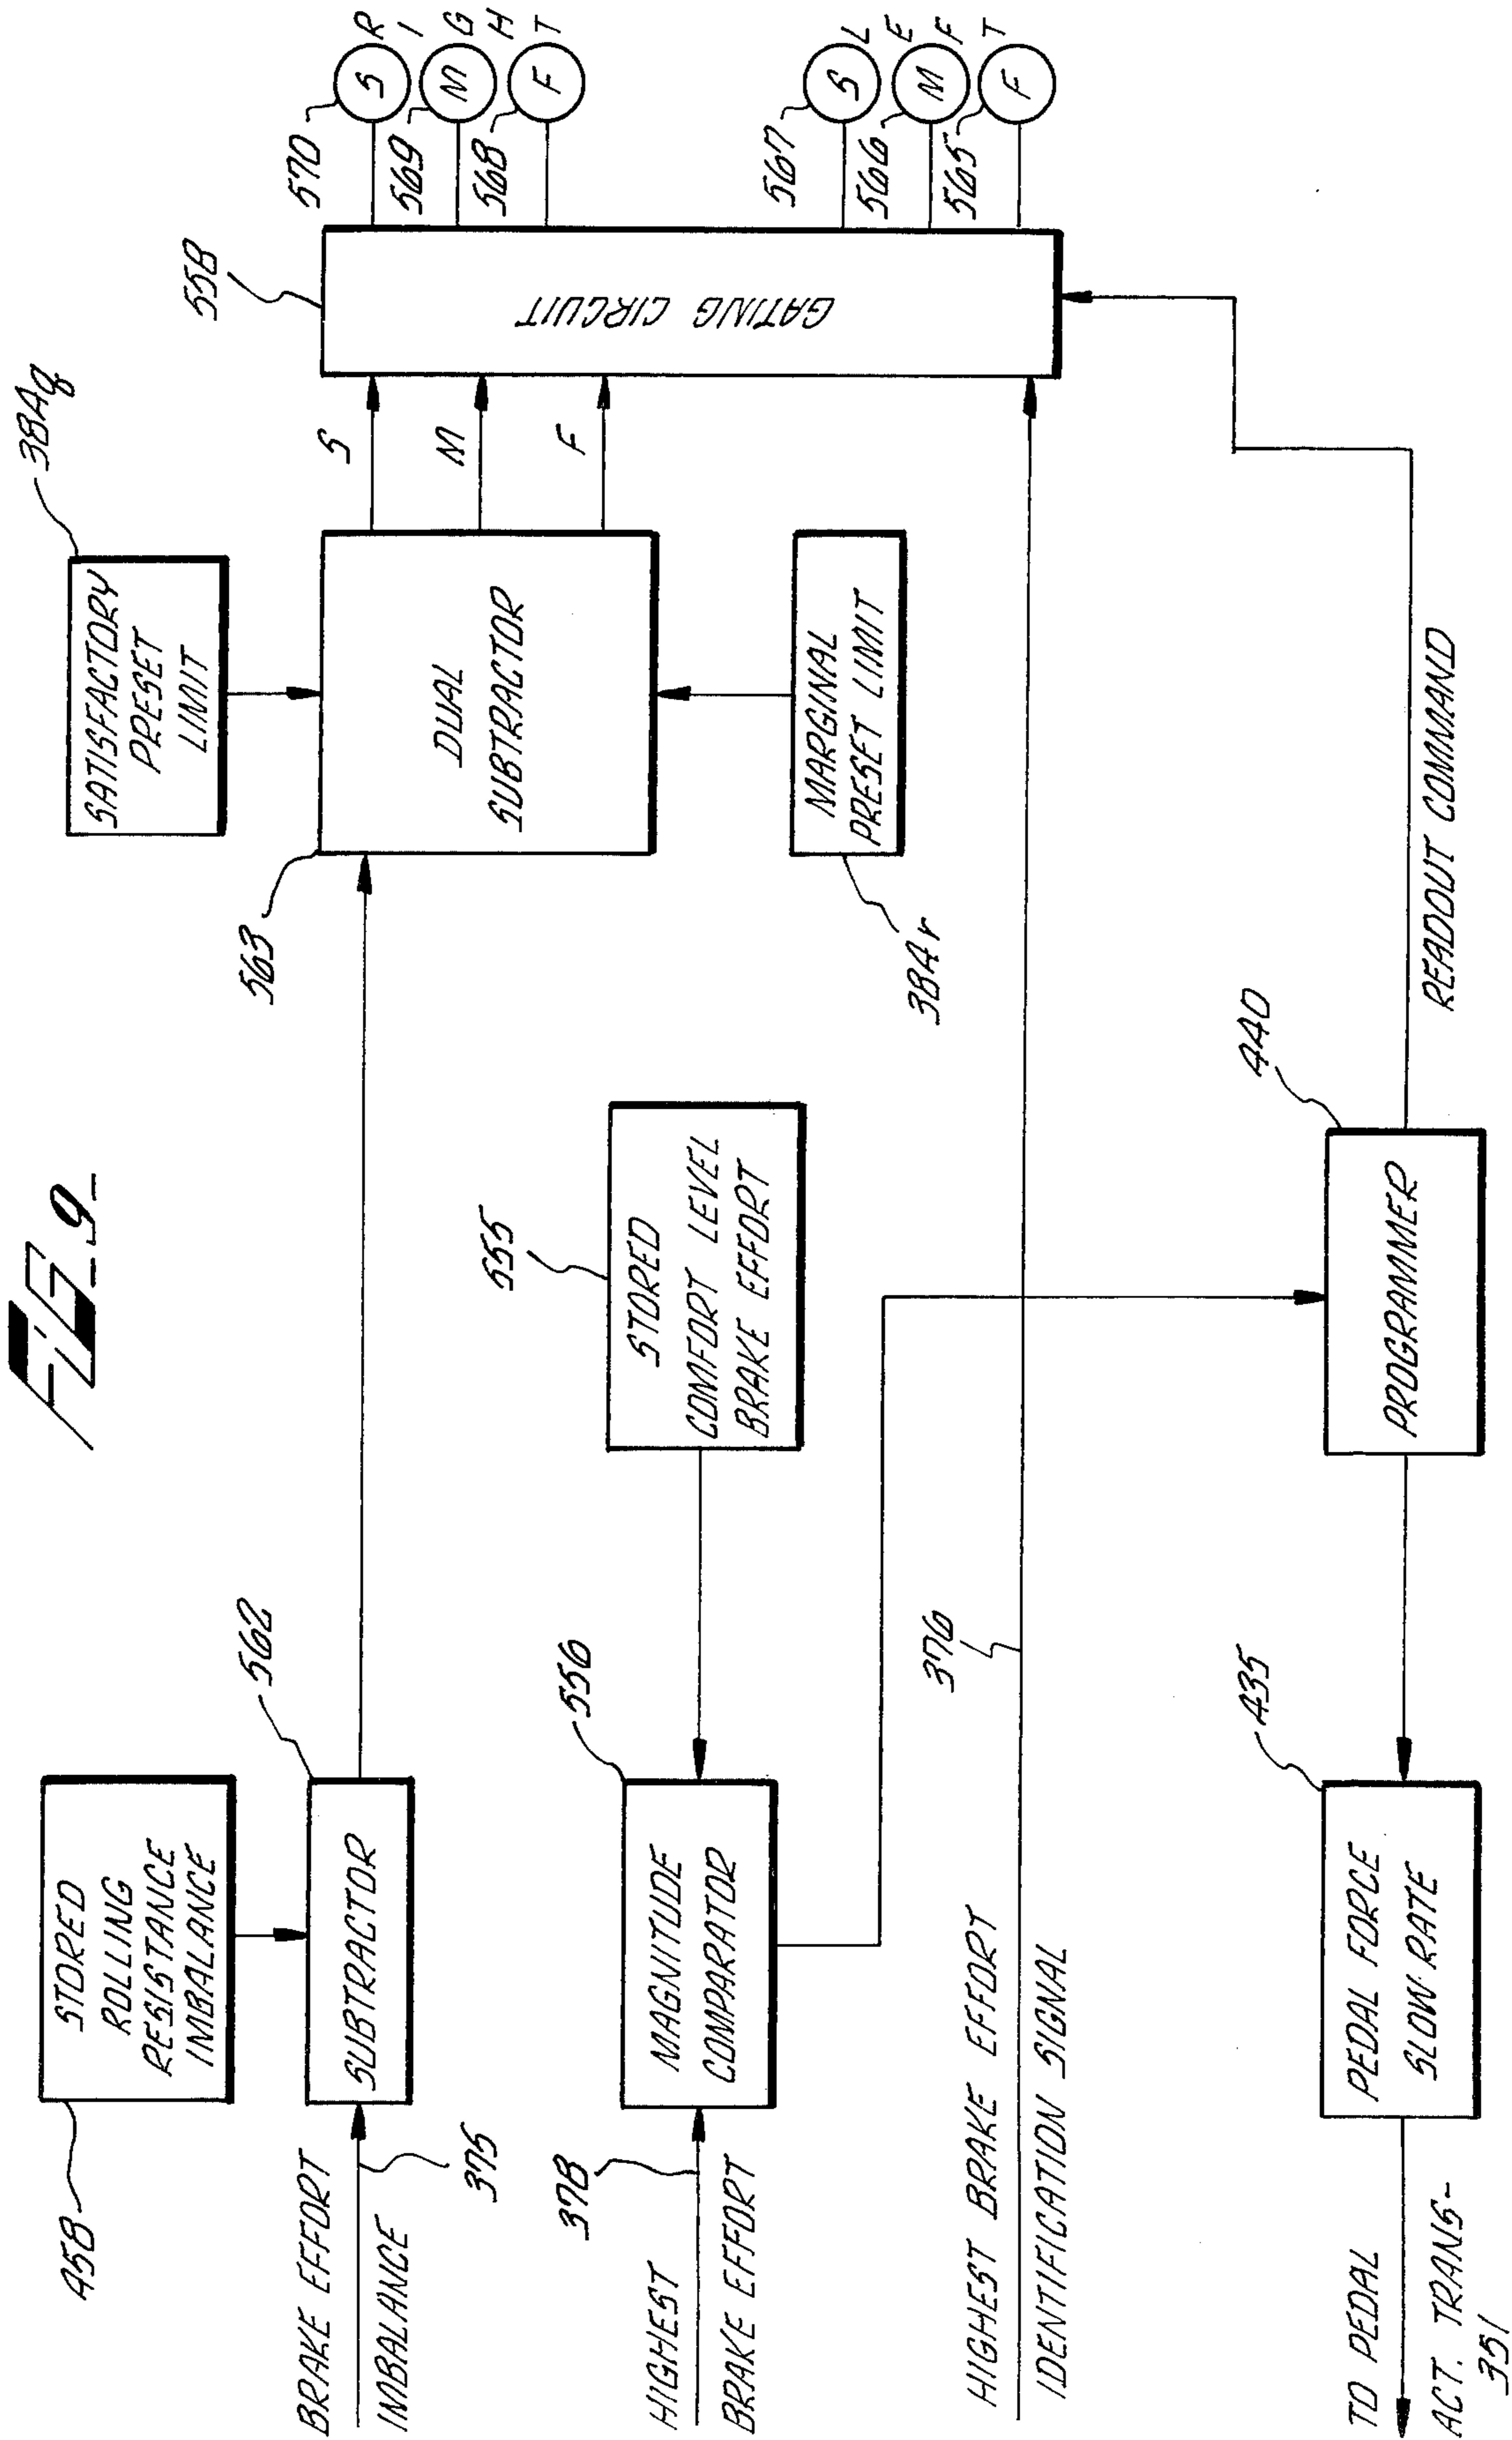 FIG_9_
458
STORED
ROLLING
RESISTANCE
IMBALANCE
562
SUBTRACTOR
BRAKE EFFORT
IMBALANCE
375
563
SATISFACTORY
PRESET
LIMIT
384q
DUAL
SUBTRACTOR
MARGINAL
PRESET LIMIT
384r
S
M
F
558
GATING CIRCUIT
570
569
568
S
M
F
RIGHT
567
566
565
S
M
F
LEFT
555
STORED
COMFORT LEVEL
BRAKE EFFORT
556
MAGNITUDE
COMPARATOR
378
HIGHEST
BRAKE EFFORT
376
HIGHEST BRAKE EFFORT
IDENTIFICATION SIGNAL
440
PROGRAMMER
READOUT COMMAND
435
PEDAL FORCE
SLOW RATE
TO PEDAL
ACT. TRANS-
351